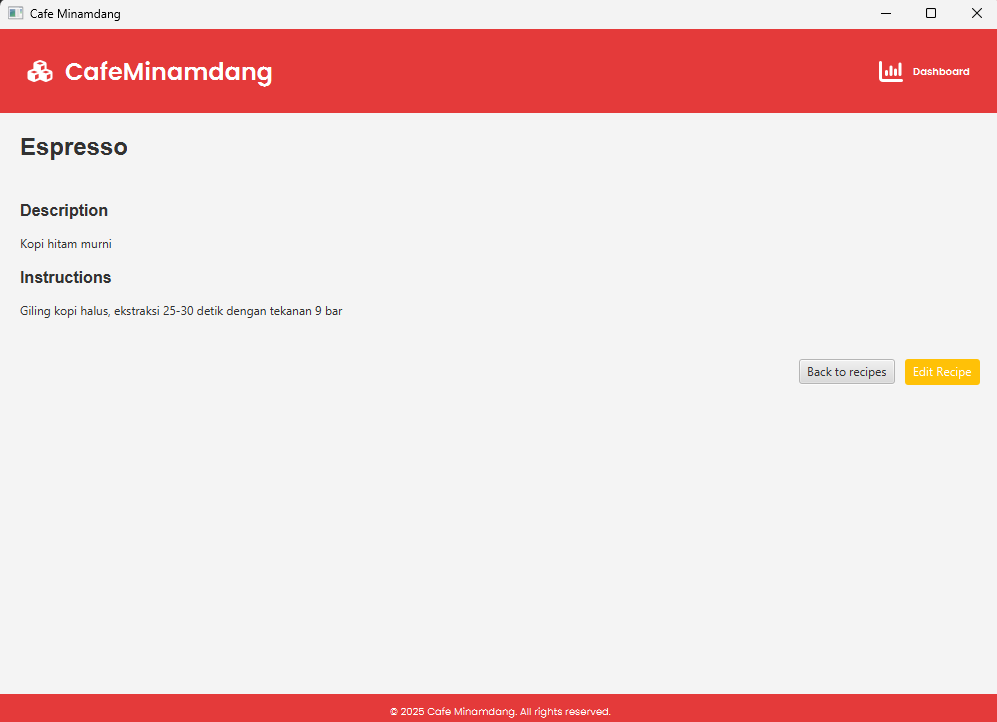 Cafe Minamdang
CafeMinamdang
Dashboard
Espresso
Description
Kopi hitam murni
Instructions
Giling kopi halus, ekstraksi 25-30 detik dengan tekanan 9 bar
Back to recipes
Edit Recipe
© 2025 Cafe Minamdang. All rights reserved.